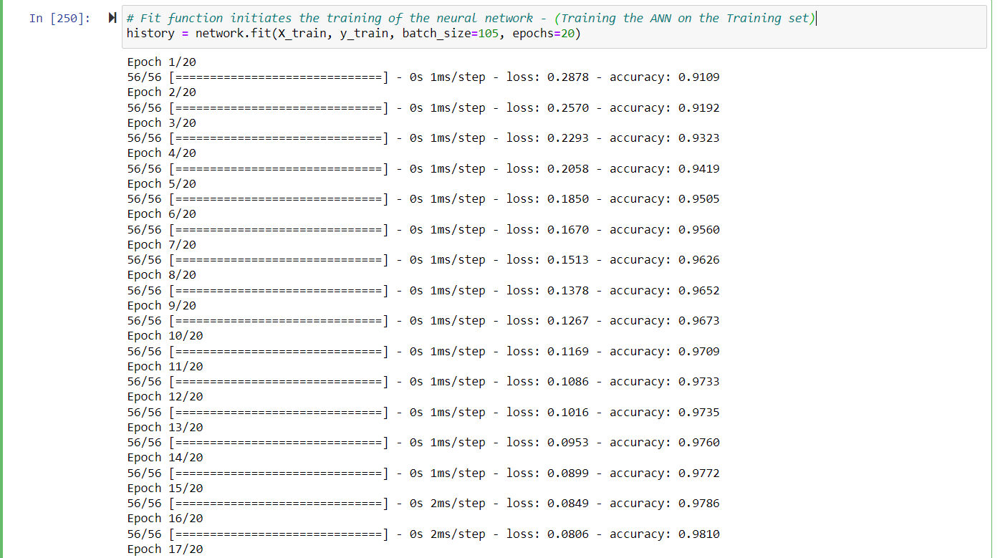 In [250]:
# Fit function initiates the training of the neural network - (Training the ANN on the Training set)
history = network.fit(X_train, y_train, batch_size=105, epochs=20)
Epoch 1/20
56/56 [==============================] - 0s 1ms/step - loss: 0.2878 - accuracy: 0.9109
Epoch 2/20
56/56 [==============================] - 0s 1ms/step - loss: 0.2570 - accuracy: 0.9192
Epoch 3/20
56/56 [==============================] - 0s 1ms/step - loss: 0.2293 - accuracy: 0.9323
Epoch 4/20
56/56 [==============================] - 0s 1ms/step - loss: 0.2058 - accuracy: 0.9419
Epoch 5/20
56/56 [==============================] - 0s 1ms/step - loss: 0.1850 - accuracy: 0.9505
Epoch 6/20
56/56 [==============================] - 0s 1ms/step - loss: 0.1670 - accuracy: 0.9560
Epoch 7/20
56/56 [==============================] - 0s 1ms/step - loss: 0.1513 - accuracy: 0.9626
Epoch 8/20
56/56 [==============================] - 0s 1ms/step - loss: 0.1378 - accuracy: 0.9652
Epoch 9/20
56/56 [==============================] - 0s 1ms/step - loss: 0.1267 - accuracy: 0.9673
Epoch 10/20
56/56 [==============================] - 0s 1ms/step - loss: 0.1169 - accuracy: 0.9709
Epoch 11/20
56/56 [==============================] - 0s 1ms/step - loss: 0.1086 - accuracy: 0.9733
Epoch 12/20
56/56 [==============================] - 0s 1ms/step - loss: 0.1016 - accuracy: 0.9735
Epoch 13/20
56/56 [==============================] - 0s 1ms/step - loss: 0.0953 - accuracy: 0.9760
Epoch 14/20
56/56 [==============================] - 0s 1ms/step - loss: 0.0899 - accuracy: 0.9772
Epoch 15/20
56/56 [==============================] - 0s 2ms/step - loss: 0.0849 - accuracy: 0.9786
Epoch 16/20
56/56 [==============================] - 0s 2ms/step - loss: 0.0806 - accuracy: 0.9810
Epoch 17/20